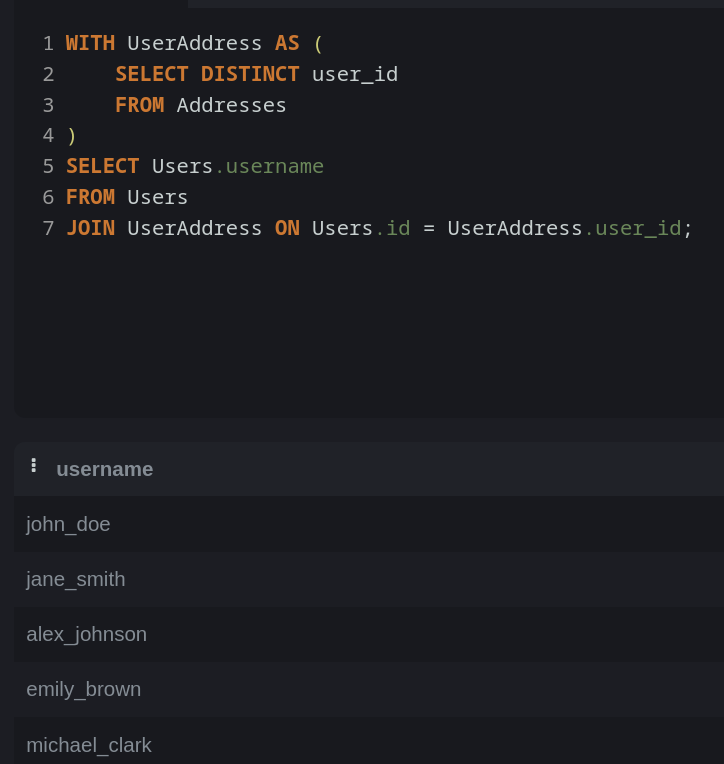 1 WITH UserAddress AS (
2     SELECT DISTINCT user_id
3     FROM Addresses
4 )
5 SELECT Users.username
6 FROM Users
7 JOIN UserAddress ON Users.id = UserAddress.user_id;
username
john_doe
jane_smith
alex_johnson
emily_brown
michael_clark